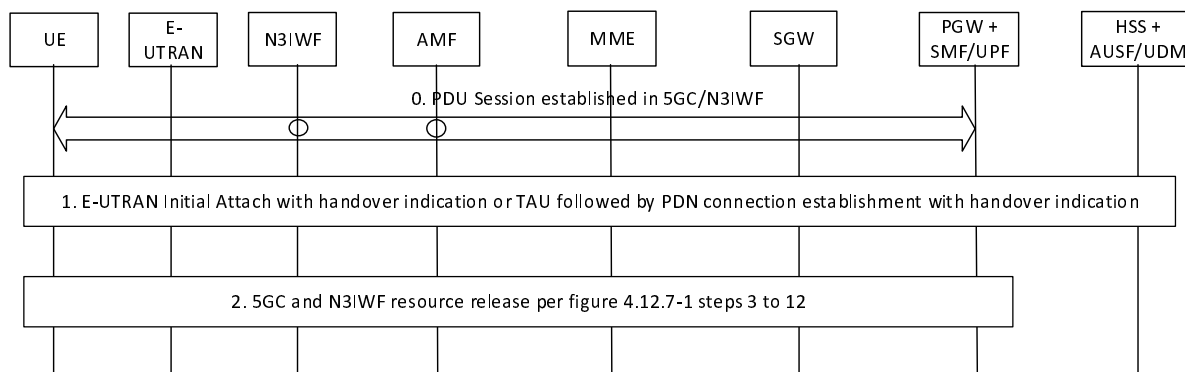 UE
E-
UTRAN
N3IWF
AMF
MME
SGW
PGW +
SMF/UPF
HSS +
AUSF/UDM
0. PDU Session established in 5GC/N3IWF
1. E-UTRAN Initial Attach with handover indication or TAU followed by PDN connection establishment with handover indication
2. 5GC and N3IWF resource release per figure 4.12.7-1 steps 3 to 12